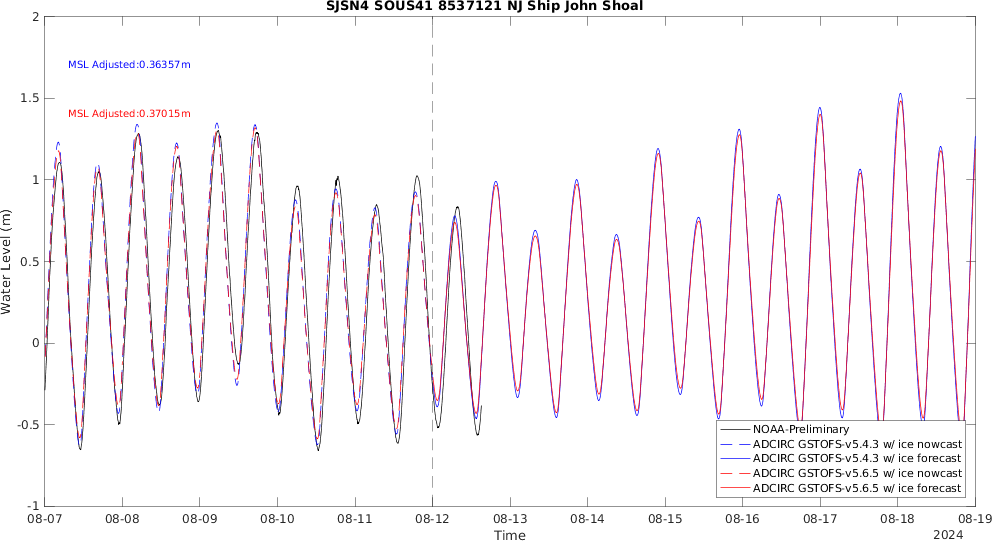 SJSN4 SOUS41 8537121 NJ Ship John Shoal
2
1.5
1
0.5
0
-0.5
-1
Water Level (m)
MSL Adjusted:0.36357m
MSL Adjusted:0.37015m
NOAA-Preliminary
ADCIRC GSTOFS-v5.4.3 w/ ice nowcast
ADCIRC GSTOFS-v5.4.3 w/ ice forecast
ADCIRC GSTOFS-v5.6.5 w/ ice nowcast
ADCIRC GSTOFS-v5.6.5 w/ ice forecast
08-07 08-08 08-09 08-10 08-11 08-12 08-13 08-14 08-15 08-16 08-17 08-18 08-19
Time
2024